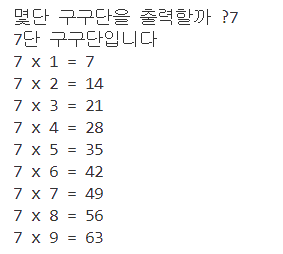 몇단 구구단을 출력할까 ?7
7단 구구단입니다
7 x 1 = 7
7 x 2 = 14
7 x 3 = 21
7 x 4 = 28
7 x 5 = 35
7 x 6 = 42
7 x 7 = 49
7 x 8 = 56
7 x 9 = 63